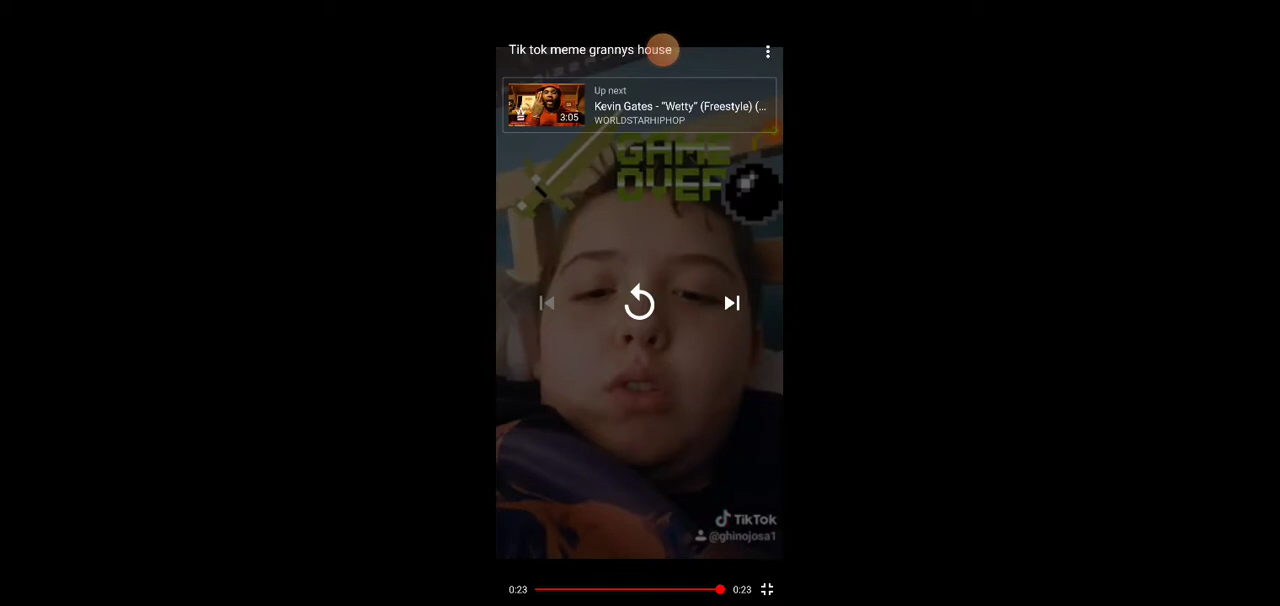 Tik tok meme grannys house
Up next
Kevin Gates - "Wetty" (Freestyle) (...
3:05
WORLDSTARHIPHOP
GAME
OVER
TikTok
@ghinojosa1
0:23
0:23